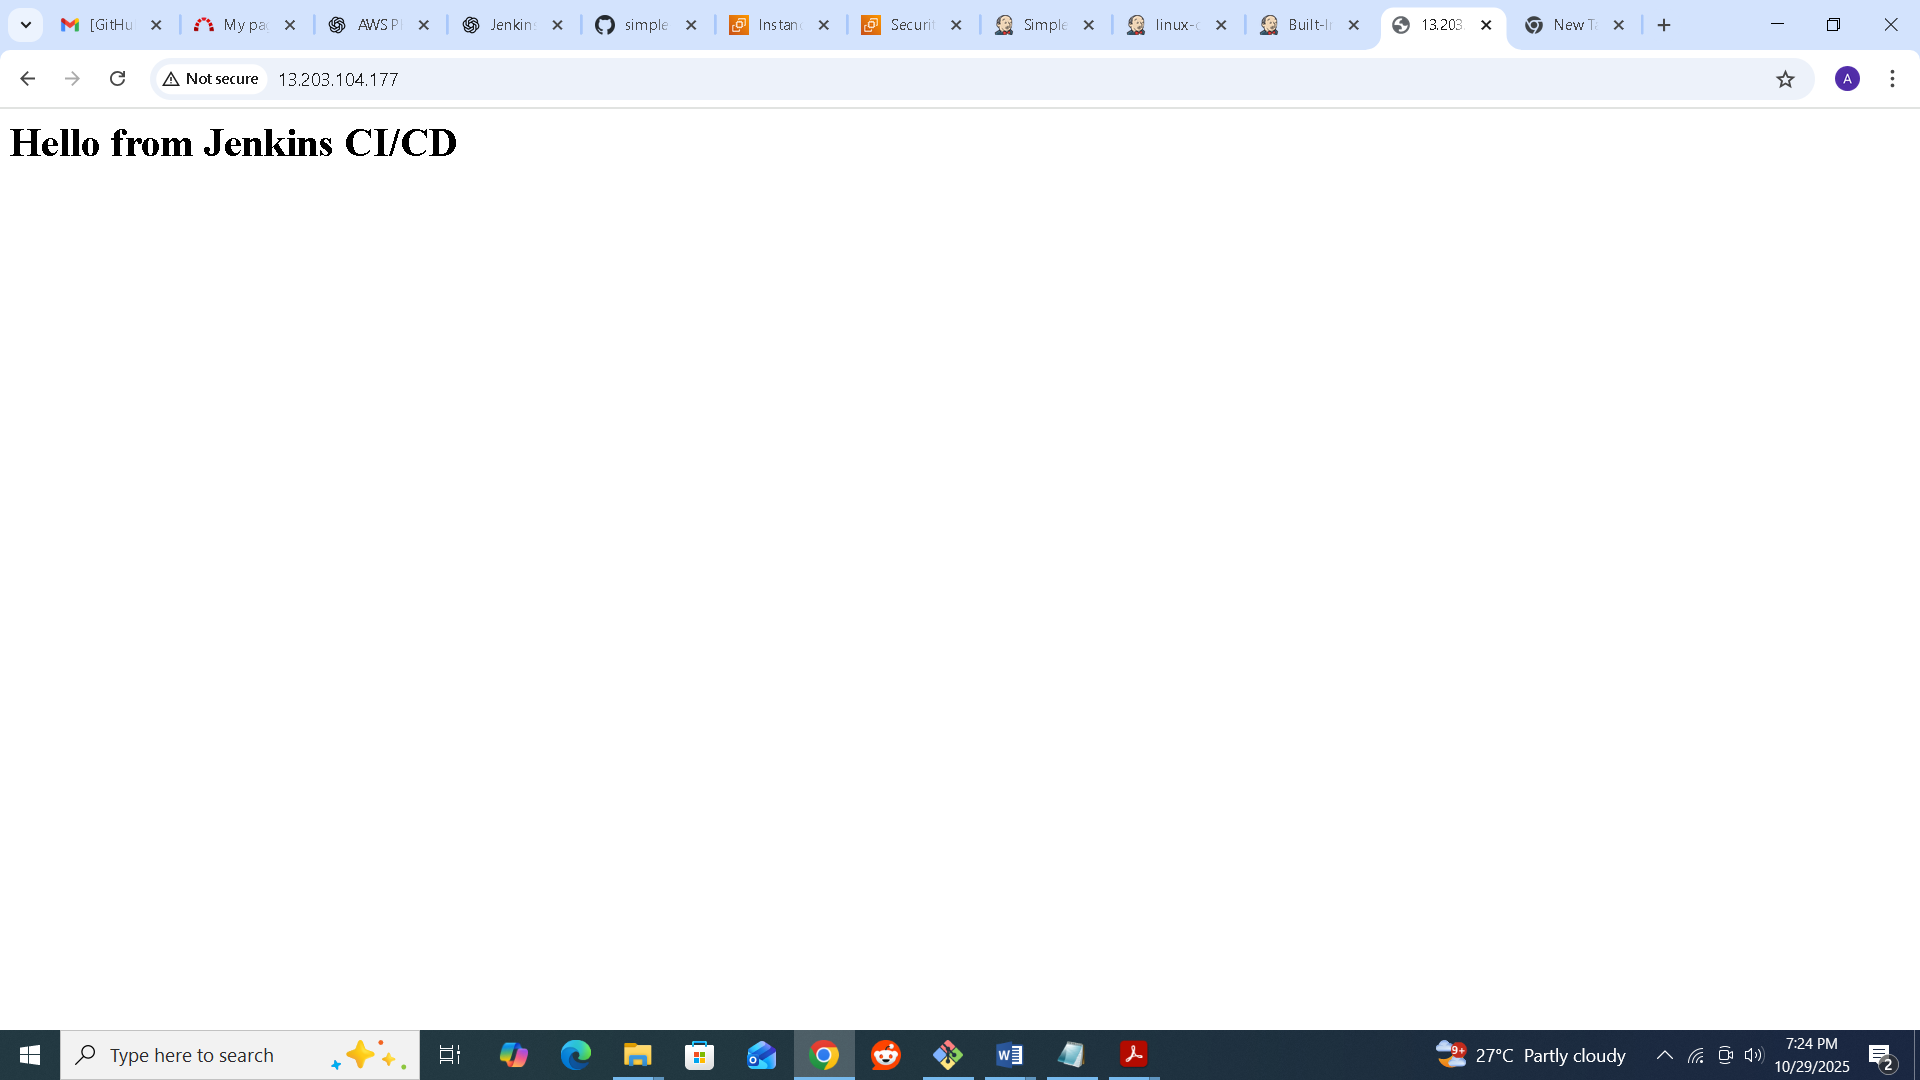 [GitHu
My pa
AWS P
Jenkin
simple
Instan
Securi
Simple
linux-
Built-I
13.203.
New T
Not secure
13.203.104.177
A
Hello from Jenkins CI/CD
Type here to search
9+
27°C Partly cloudy
7:24 PM
10/29/2025
2